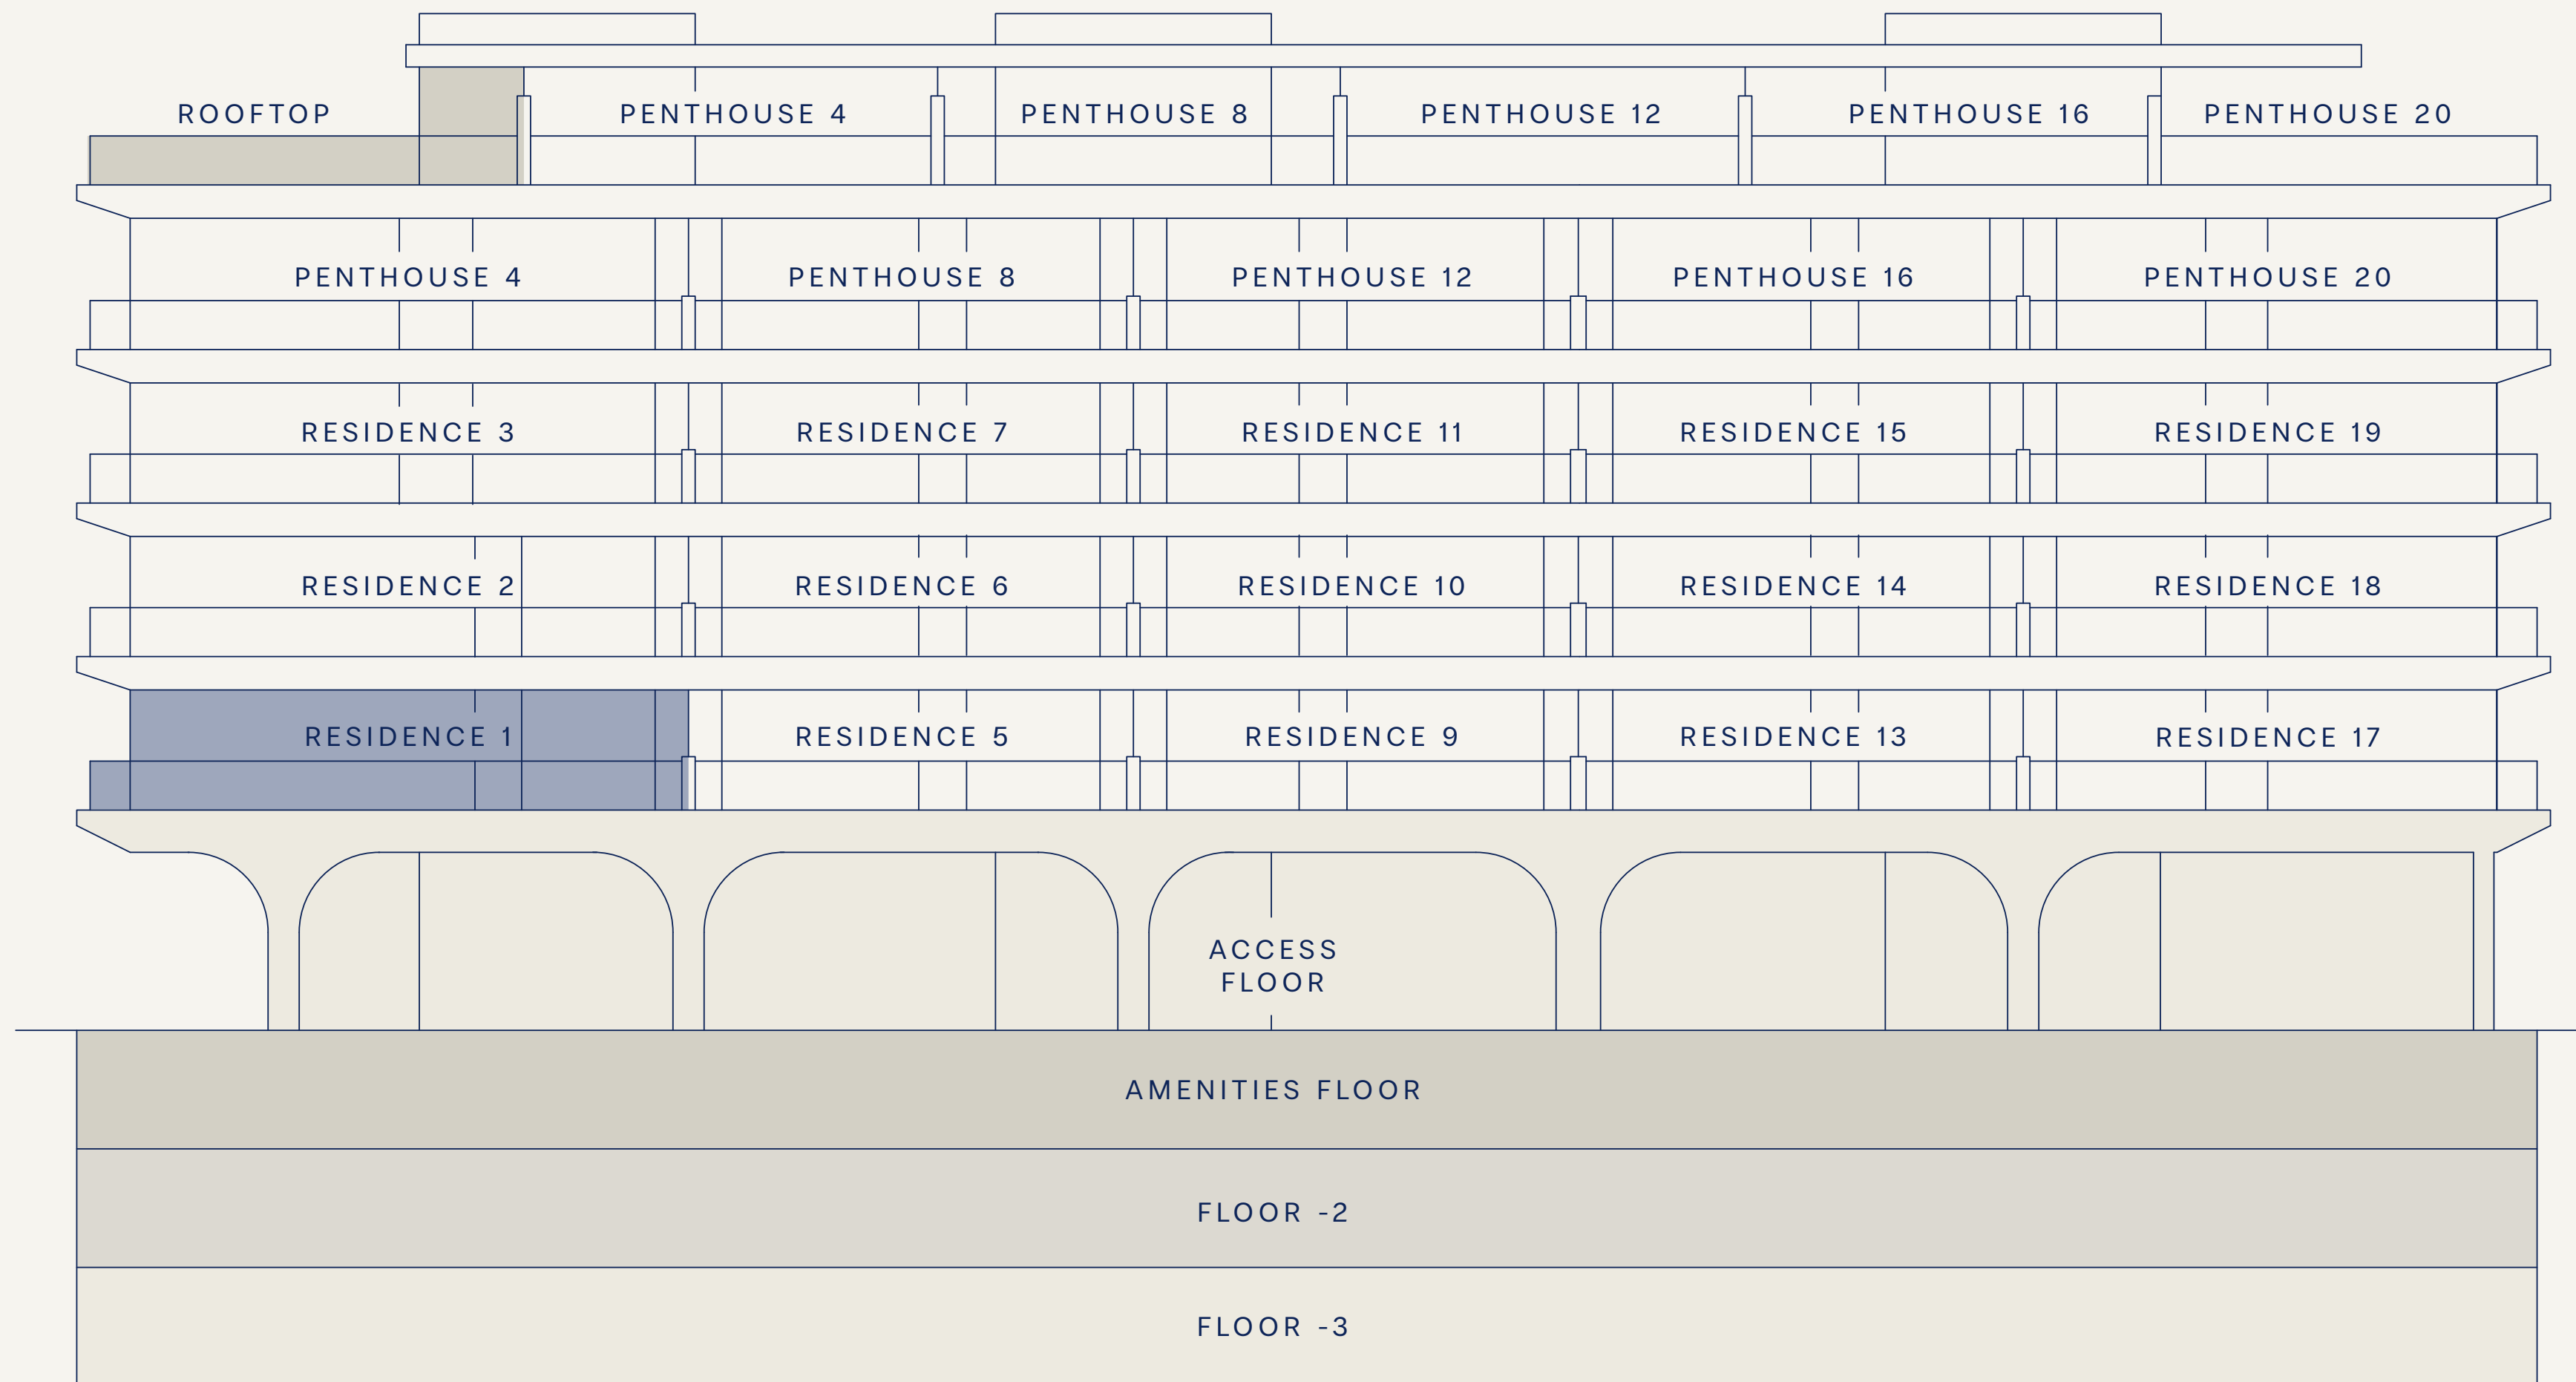 ROOFTOP
PENTHOUSE 4
PENTHOUSE 8
PENTHOUSE 12
PENTHOUSE 16
PENTHOUSE 20
PENTHOUSE 4
PENTHOUSE 8
PENTHOUSE 12
PENTHOUSE 16
PENTHOUSE 20
RESIDENCE 3
RESIDENCE 7
RESIDENCE 11
RESIDENCE 15
RESIDENCE 19
RESIDENCE 2
RESIDENCE 6
RESIDENCE 10
RESIDENCE 14
RESIDENCE 18
RESIDENCE 1
RESIDENCE 5
RESIDENCE 9
RESIDENCE 13
RESIDENCE 17
ACCESS
FLOOR
AMENITIES FLOOR
FLOOR -2
FLOOR -3